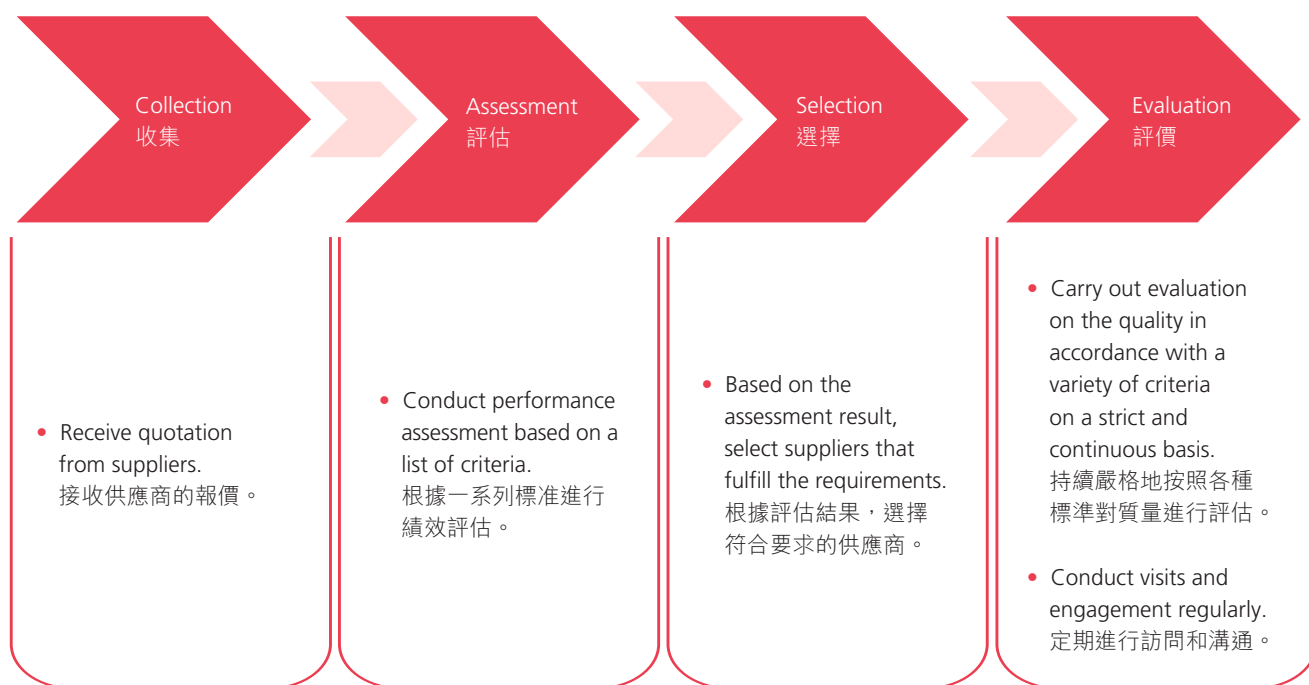 Collection
收集
Assessment
評估
Selection
選擇
Evaluation
評價
• Receive quotation
from suppliers.
接收供應商的報價。
• Conduct performance
assessment based on a
list of criteria.
根據一系列標准進行
績效評估。
• Based on the
assessment result,
select suppliers that
fulfill the requirements.
根據評估結果，選擇
符合要求的供應商。
• Carry out evaluation
on the quality in
accordance with a
variety of criteria
on a strict and
continuous basis.
持續嚴格地按照各種
標準對質量進行評估。
• Conduct visits and
engagement regularly.
定期進行訪問和溝通。